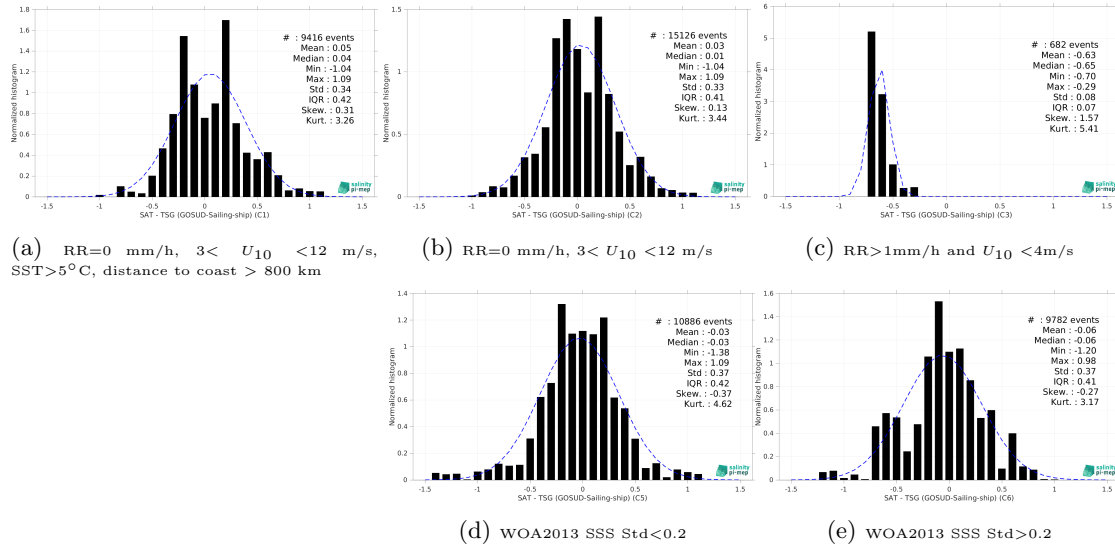 1.8
1.6
1.4
1.2
1
0.8
0.6
0.4
0.2
0
-1.5 -1 -0.5 0 0.5 1 1.5
Normalized histogram
SAT - TSG (GOSUD-Sailing-ship) (C1)
# : 9416 events
Mean : 0.05
Median : 0.04
Min : -1.04
Max : 1.09
Std : 0.34
IQR : 0.42
Skew. : 0.31
Kurt. : 3.26
salinity
pi-mep
(a) RR=0 mm/h, 3< U10 <12 m/s,
SST>5°C, distance to coast > 800 km
1.5
1
0.5
0
-1.5 -1 -0.5 0 0.5 1 1.5
Normalized histogram
SAT - TSG (GOSUD-Sailing-ship) (C2)
# : 15126 events
Mean : 0.03
Median : 0.01
Min : -1.04
Max : 1.09
Std : 0.33
IQR : 0.41
Skew. : 0.13
Kurt. : 3.44
salinity
pi-mep
(b) RR=0 mm/h, 3< U10 <12 m/s
6
5
4
3
2
1
0
-1.5 -1 -0.5 0 0.5 1 1.5
Normalized histogram
SAT - TSG (GOSUD-Sailing-ship) (C3)
# : 682 events
Mean : -0.63
Median : -0.65
Min : -0.70
Max : -0.29
Std : 0.08
IQR : 0.07
Skew. : 1.57
Kurt. : 5.41
salinity
pi-mep
(c) RR>1mm/h and U10 <4m/s
1.4
1.2
1
0.8
0.6
0.4
0.2
0
-1.5 -1 -0.5 0 0.5 1 1.5
Normalized histogram
SAT - TSG (GOSUD-Sailing-ship) (C5)
# : 10886 events
Mean : -0.03
Median : -0.03
Min : -1.38
Max : 1.09
Std : 0.37
IQR : 0.42
Skew. : -0.37
Kurt. : 4.62
salinity
pi-mep
(d) WOA2013 SSS Std<0.2
1.6
1.4
1.2
1
0.8
0.6
0.4
0.2
0
-1.5 -1 -0.5 0 0.5 1 1.5
Normalized histogram
SAT - TSG (GOSUD-Sailing-ship) (C6)
# : 9782 events
Mean : -0.06
Median : -0.06
Min : -1.20
Max : 0.98
Std : 0.37
IQR : 0.41
Skew. : -0.27
Kurt. : 3.17
salinity
pi-mep
(e) WOA2013 SSS Std>0.2